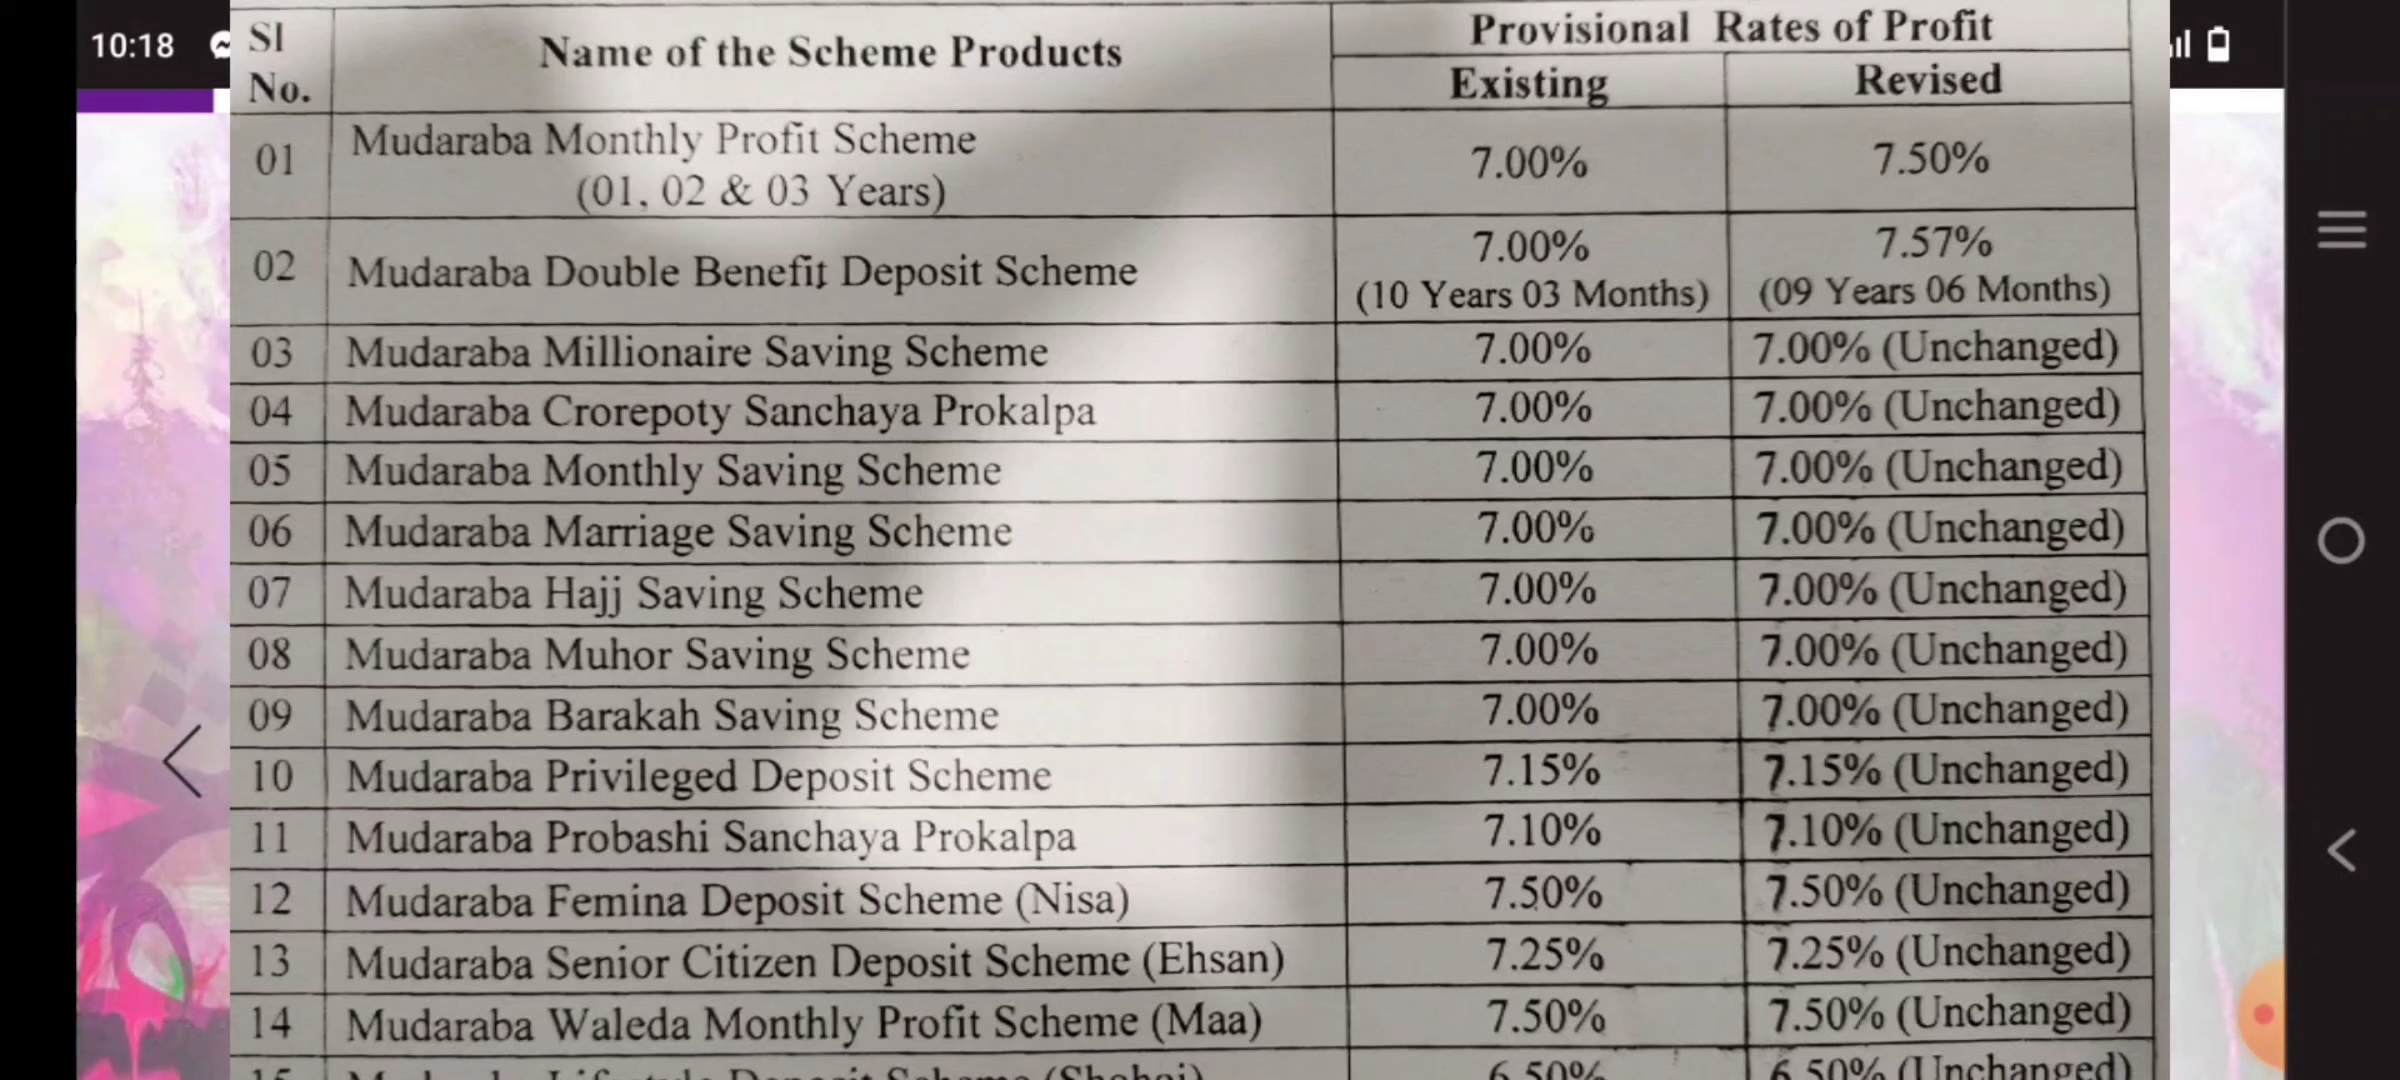 10:18
Sl No.
Name of the Scheme Products
Provisional Rates of Profit
Existing
Revised
01
Mudaraba Monthly Profit Scheme
(01, 02 & 03 Years)
7.00%
7.50%
02
Mudaraba Double Benefit Deposit Scheme
7.00%
(10 Years 03 Months)
7.57%
(09 Years 06 Months)
03 Mudaraba Millionaire Saving Scheme 7.00% 7.00% (Unchanged)
04 Mudaraba Crorepoty Sanchaya Prokalpa 7.00% 7.00% (Unchanged)
05 Mudaraba Monthly Saving Scheme 7.00% 7.00% (Unchanged)
06 Mudaraba Marriage Saving Scheme 7.00% 7.00% (Unchanged)
07 Mudaraba Hajj Saving Scheme 7.00% 7.00% (Unchanged)
08 Mudaraba Muhor Saving Scheme 7.00% 7.00% (Unchanged)
09 Mudaraba Barakah Saving Scheme 7.00% 7.00% (Unchanged)
10 Mudaraba Privileged Deposit Scheme 7.15% 7.15% (Unchanged)
11 Mudaraba Probashi Sanchaya Prokalpa 7.10% 7.10% (Unchanged)
12 Mudaraba Femina Deposit Scheme (Nisa) 7.50% 7.50% (Unchanged)
13 Mudaraba Senior Citizen Deposit Scheme (Ehsan) 7.25% 7.25% (Unchanged)
14 Mudaraba Waleda Monthly Profit Scheme (Maa) 7.50% 7.50% (Unchanged)
15 Deposit Scheme 6.50% 6.50% (Unchanged)